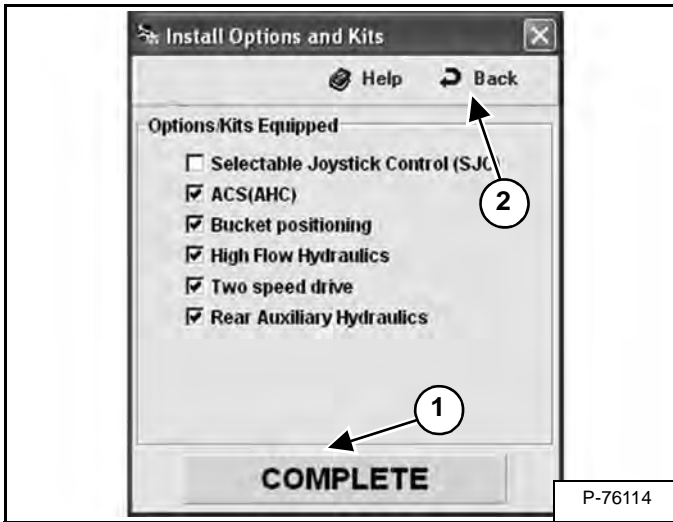 Install Options and Kits
Help Back
Options/Kits Equipped
Selectable Joystick Control (SJC)
ACS(AHC)
Bucket positioning
High Flow Hydraulics
Two speed drive
Rear Auxiliary Hydraulics
2
1
COMPLETE
P-76114